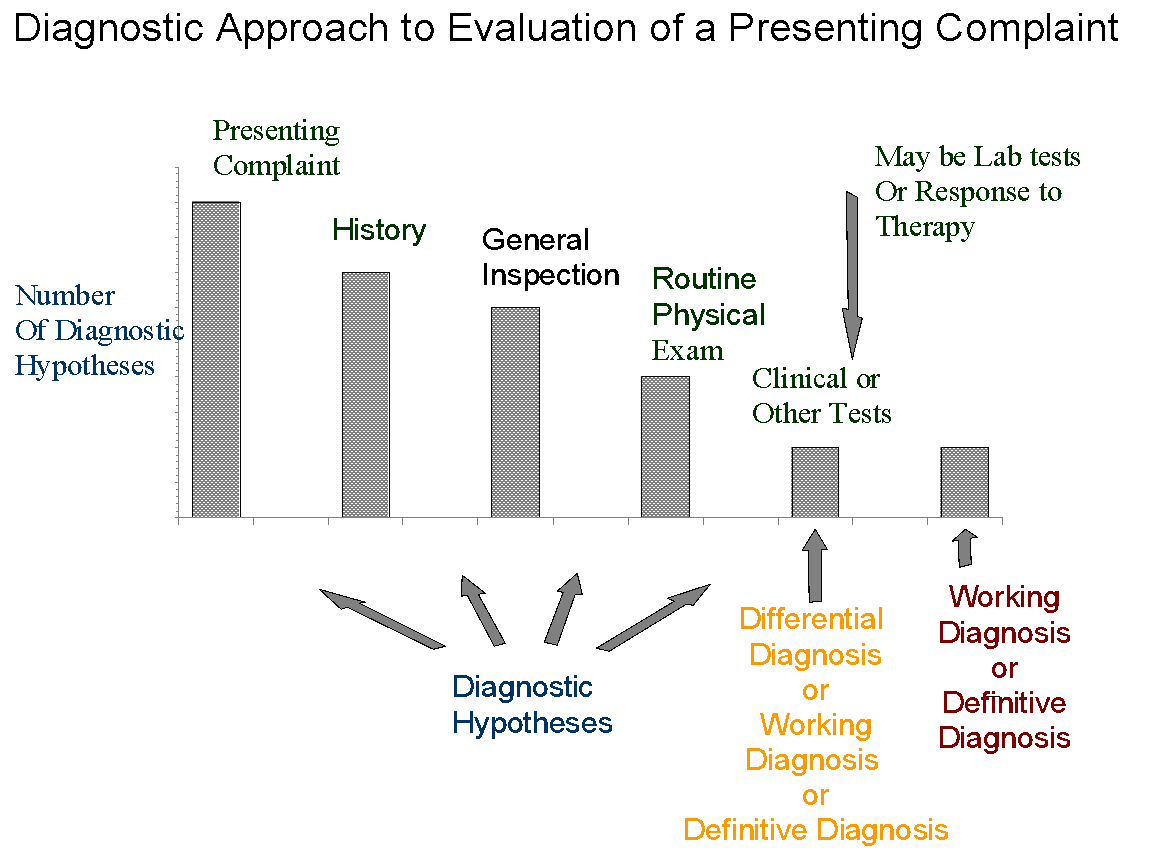 Diagnostic Approach to Evaluation of a Presenting Complaint
Presenting
Complaint
History
General
Inspection
Routine
Physical
Exam
May be Lab tests
Or Response to
Therapy
Clinical or
Other Tests
Number
Of Diagnostic
Hypotheses
Diagnostic
Hypotheses
Differential
Diagnosis
or
Working
Diagnosis
or
Definitive Diagnosis
Working
Diagnosis
or
Definitive
Diagnosis